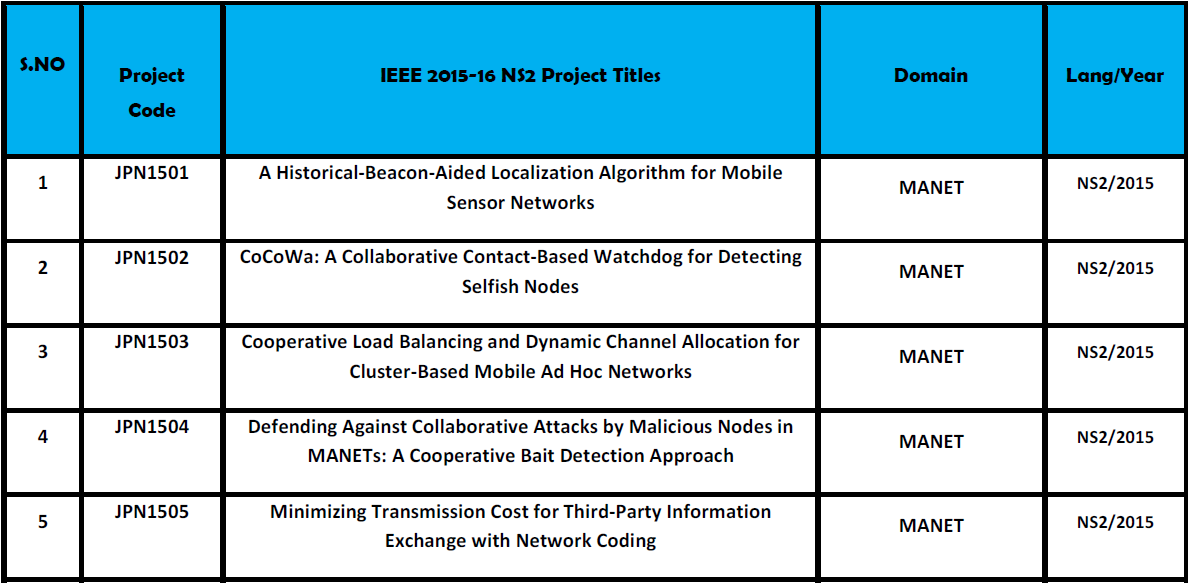 S.NO
Project
Code
IEEE 2015-16 NS2 Project Titles
Domain
Lang/Year
1
JPN1501
A Historical-Beacon-Aided Localization Algorithm for Mobile
Sensor Networks
MANET
NS2/2015
2
JPN1502
CoCoWa: A Collaborative Contact-Based Watchdog for Detecting
Selfish Nodes
MANET
NS2/2015
3
JPN1503
Cooperative Load Balancing and Dynamic Channel Allocation for
Cluster-Based Mobile Ad Hoc Networks
MANET
NS2/2015
4
JPN1504
Defending Against Collaborative Attacks by Malicious Nodes in
MANETs: A Cooperative Bait Detection Approach
MANET
NS2/2015
5
JPN1505
Minimizing Transmission Cost for Third-Party Information
Exchange with Network Coding
MANET
NS2/2015